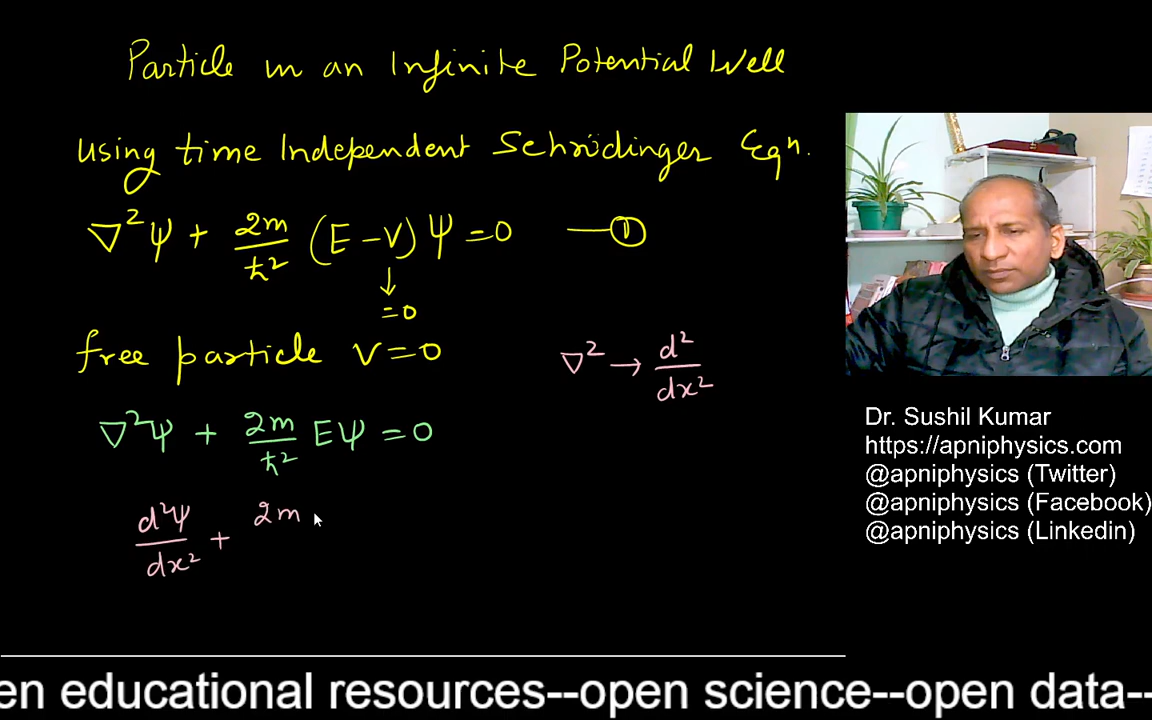 Particle in an Infinite Potential Well
using time Independent Schrodinger Eqⁿ.
∇²Ψ + 2m/ħ² (E - V) Ψ = 0 —①
↓
= 0
free particle V = 0
∇² → d²/dx²
∇²Ψ + 2m/ħ² EΨ = 0
d²Ψ/dx² + 2m
Dr. Sushil Kumar
https://apniphysics.com
@apniphysics (Twitter)
@apniphysics (Facebook)
@apniphysics (Linkedin)
en educational resources--open science--open data--